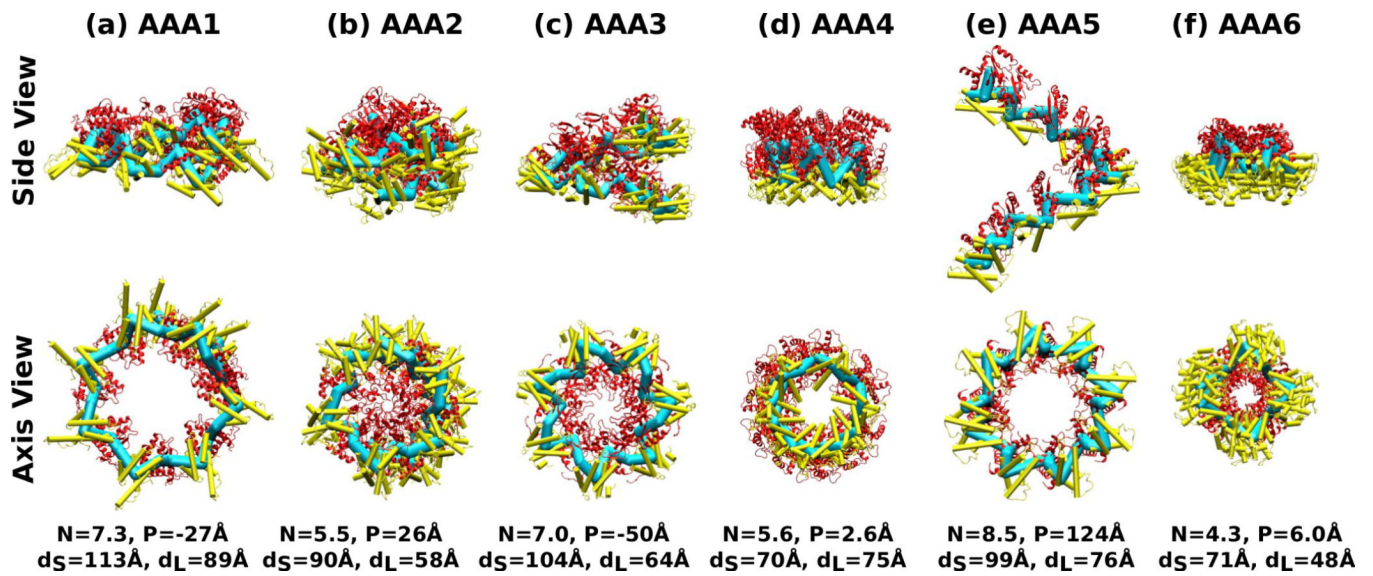 (a) AAA1 (b) AAA2 (c) AAA3 (d) AAA4 (e) AAA5 (f) AAA6
Side View
Axis View
N=7.3, P=-27Å N=5.5, P=26Å N=7.0, P=-50Å N=5.6, P=2.6Å N=8.5, P=124Å N=4.3, P=6.0Å
dS=113Å, dL=89Å dS=90Å, dL=58Å dS=104Å, dL=64Å dS=70Å, dL=75Å dS=99Å, dL=76Å dS=71Å, dL=48Å